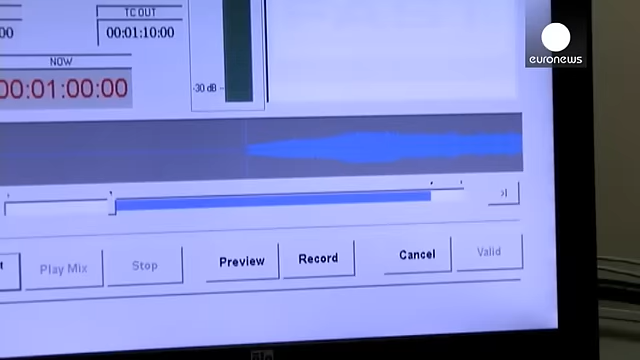 TC OUT
00
00:01:10:00
euronews
NOW
00:01:00:00
-30 dB
>|
Play Mix
Stop
Preview
Record
Cancel
Valid